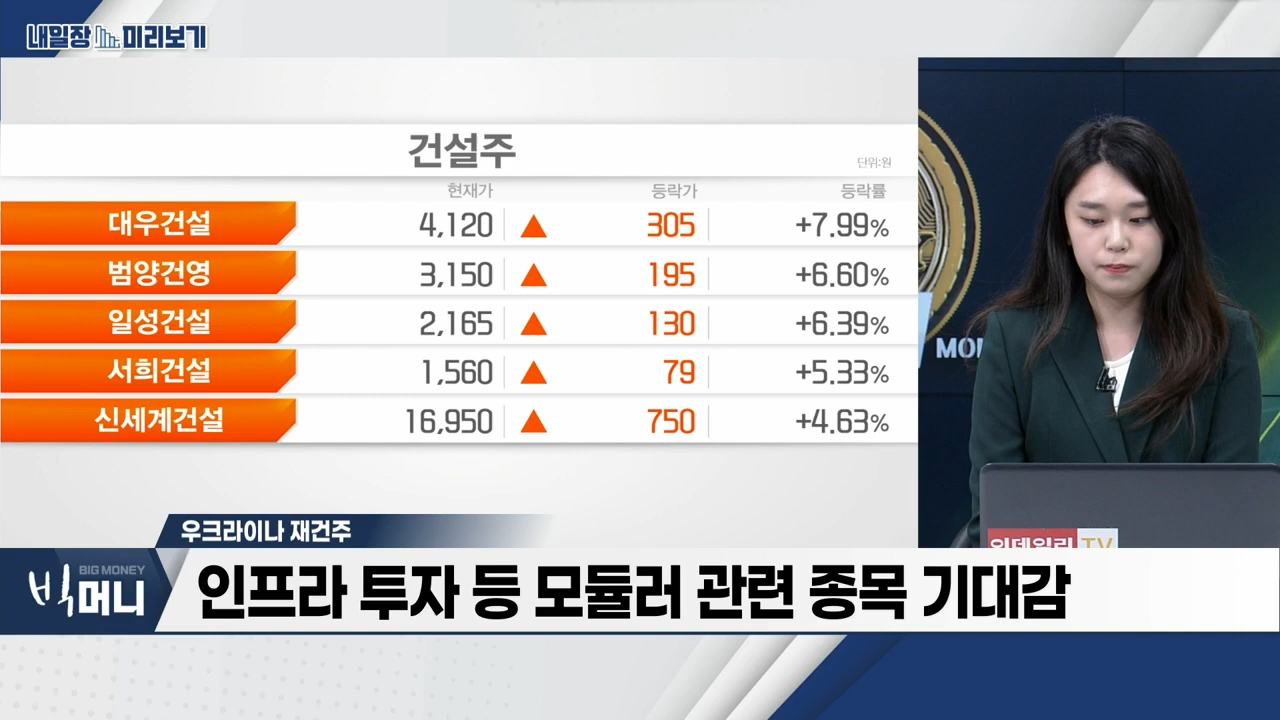 내일장 미리보기
건설주
단위:원
현재가 등락가 등락률
대우건설 4,120 ▲ 305 +7.99%
범양건영 3,150 ▲ 195 +6.60%
일성건설 2,165 ▲ 130 +6.39%
서희건설 1,560 ▲ 79 +5.33%
신세계건설 16,950 ▲ 750 +4.63%
우크라이나 재건주
BIG MONEY
빅머니
인프라 투자 등 모듈러 관련 종목 기대감
이데일리 TV